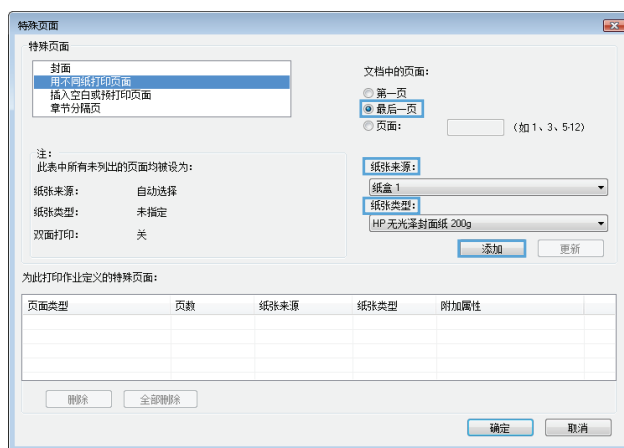 特殊页面
特殊页面
封面
用不同纸打印页面
插入空白或预打印页面
章节分隔页
文档中的页面:
第一页
最后一页
页面: (如 1、3、5-12)
注:
此表中所有未列出的页面均被设为:
纸张来源: 自动选择
纸张类型: 未指定
双面打印: 关
纸张来源:
纸盒 1
纸张类型:
HP 无光泽封面纸 200g
添加 更新
为此打印作业定义的特殊页面:
页面类型 页数 纸张来源 纸张类型 附加属性
删除 全部删除
确定 取消